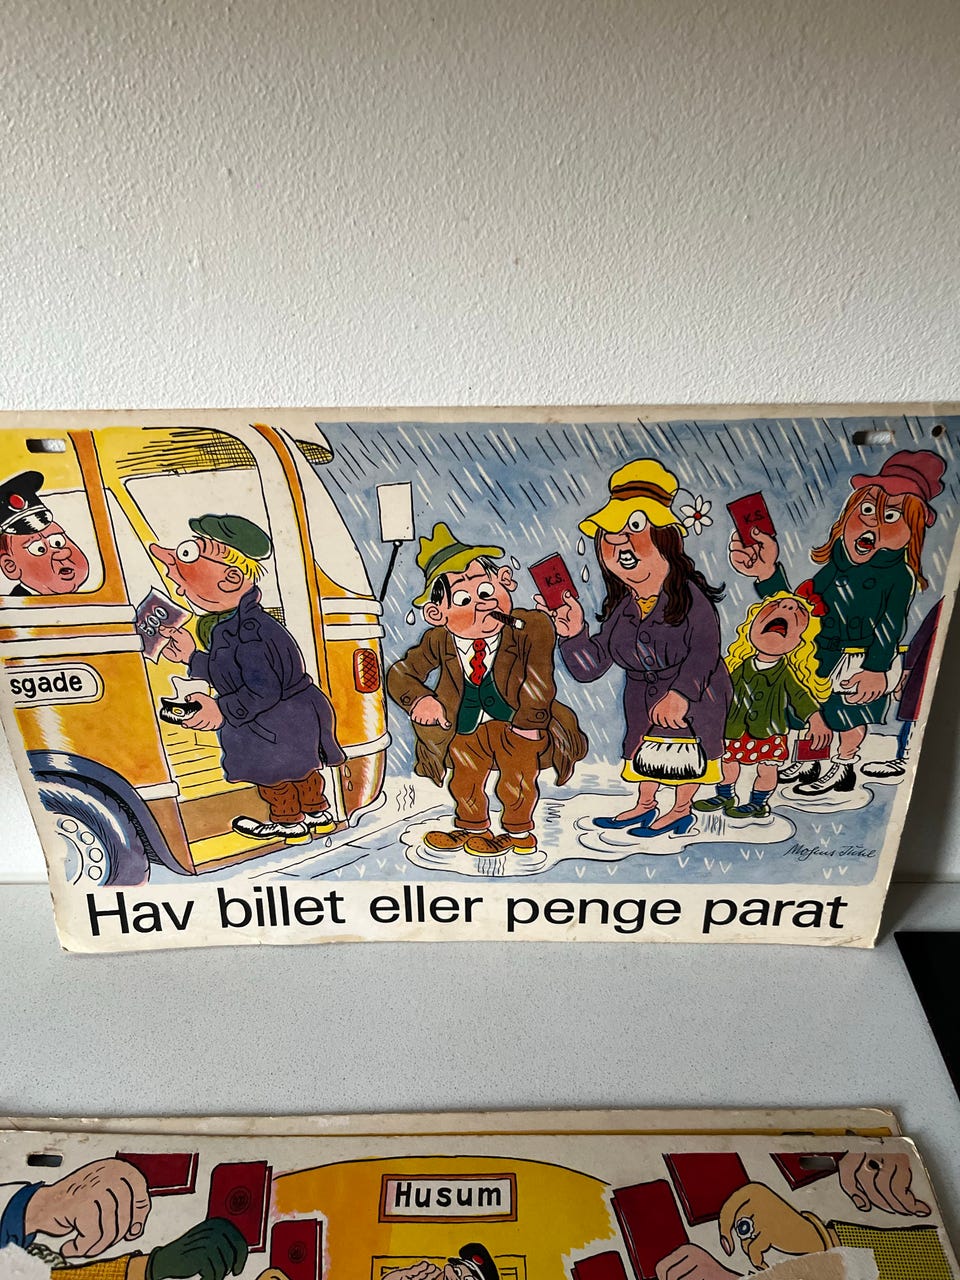 500
sgade
K.S.
K.S.
Mogens Juhl
Hav billet eller penge parat
Husum